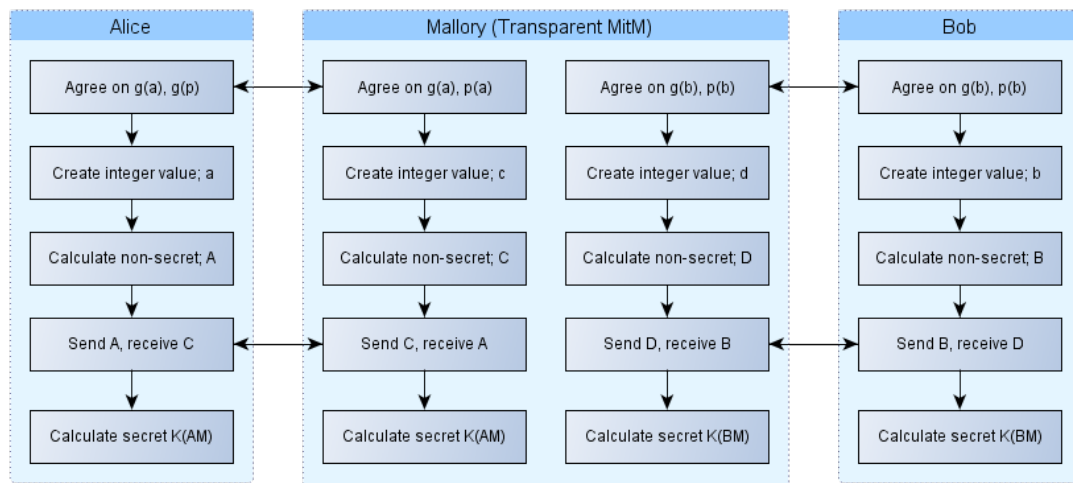 Alice
Mallory (Transparent MitM)
Bob
Agree on g(a), g(p)
Agree on g(a), p(a)
Agree on g(b), p(b)
Agree on g(b), p(b)
Create integer value; a
Create integer value; c
Create integer value; d
Create integer value; b
Calculate non-secret; A
Calculate non-secret; C
Calculate non-secret; D
Calculate non-secret; B
Send A, receive C
Send C, receive A
Send D, receive B
Send B, receive D
Calculate secret K(AM)
Calculate secret K(AM)
Calculate secret K(BM)
Calculate secret K(BM)